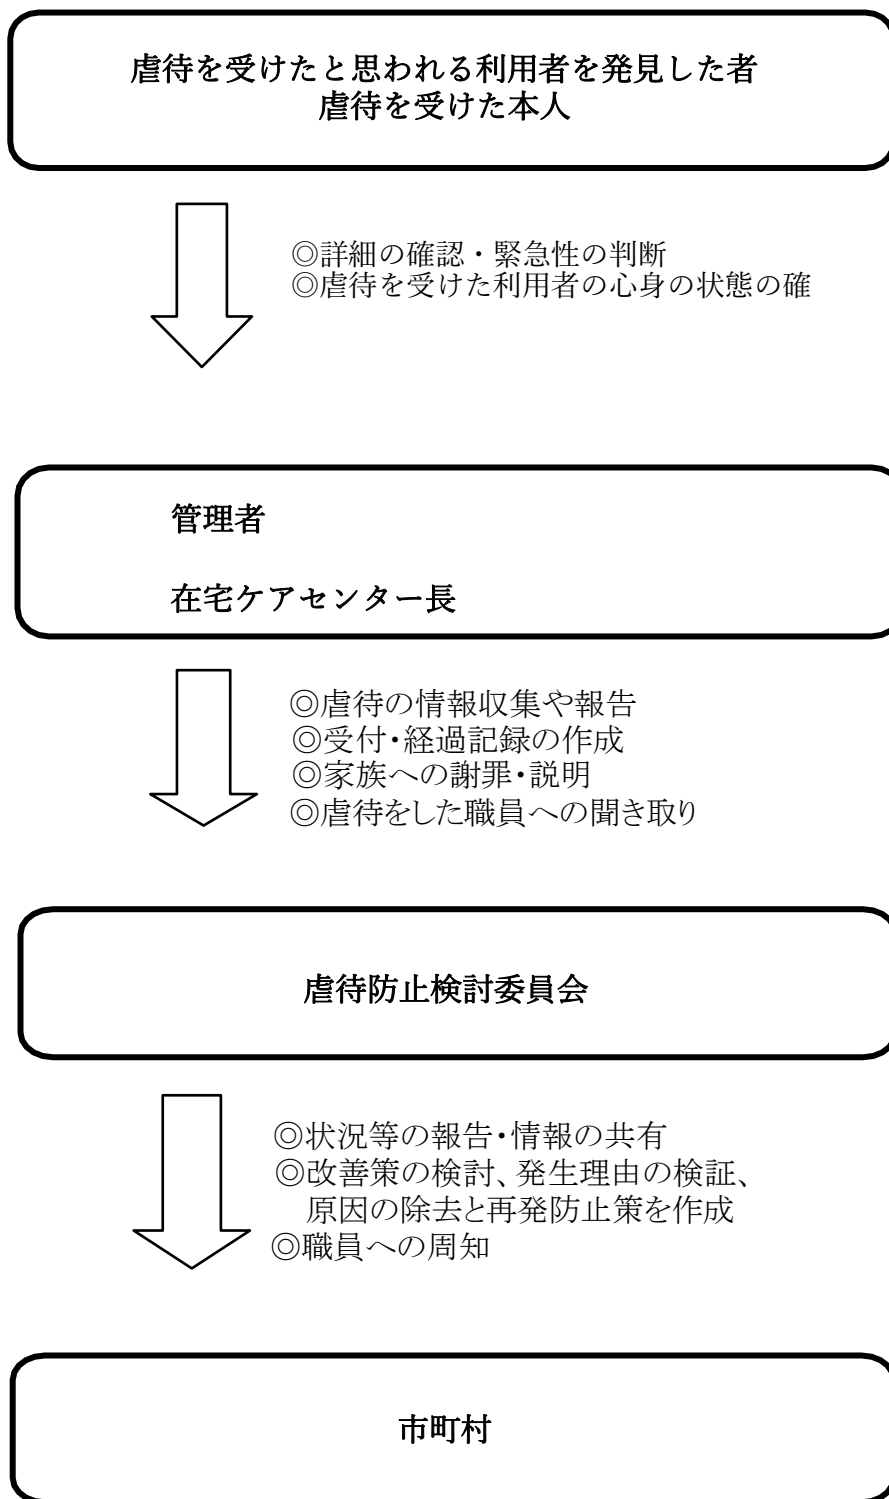 虐待を受けたと思われる利用者を発見した者
虐待を受けた本人
◎詳細の確認・緊急性の判断
◎虐待を受けた利用者の心身の状態の確
管理者
在宅ケアセンター長
◎虐待の情報収集や報告
◎受付・経過記録の作成
◎家族への謝罪・説明
◎虐待をした職員への聞き取り
虐待防止検討委員会
◎状況等の報告・情報の共有
◎改善策の検討、発生理由の検証、
原因の除去と再発防止策を作成
◎職員への周知
市町村